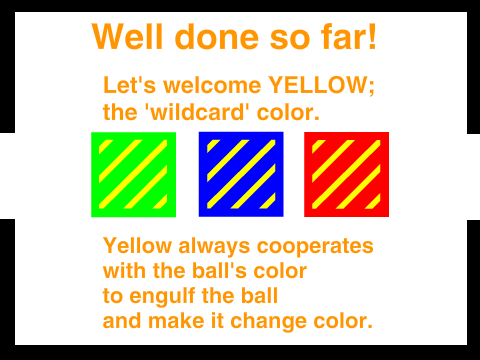 Well done so far!
Let's welcome YELLOW;
the 'wildcard' color.
Yellow always cooperates
with the ball's color
to engulf the ball
and make it change color.